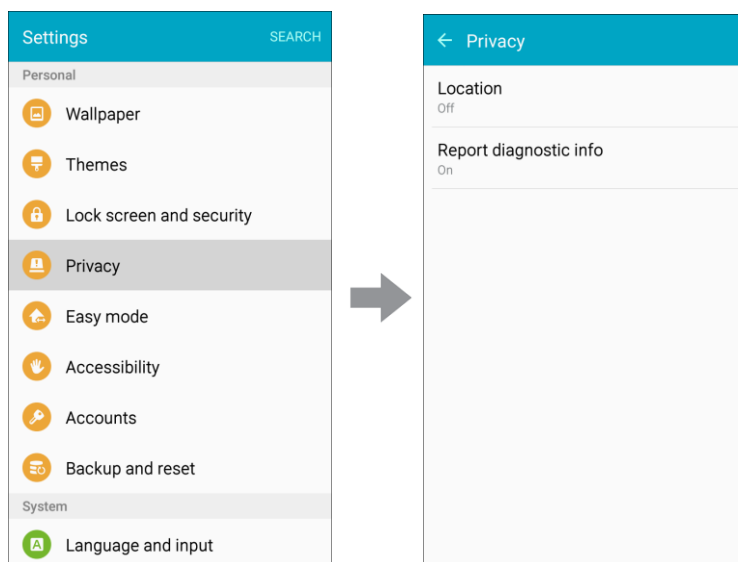 Settings SEARCH
Personal
Wallpaper
Themes
Lock screen and security
Privacy
Easy mode
Accessibility
Accounts
Backup and reset
System
A Language and input
Privacy
Location
Off
Report diagnostic info
On